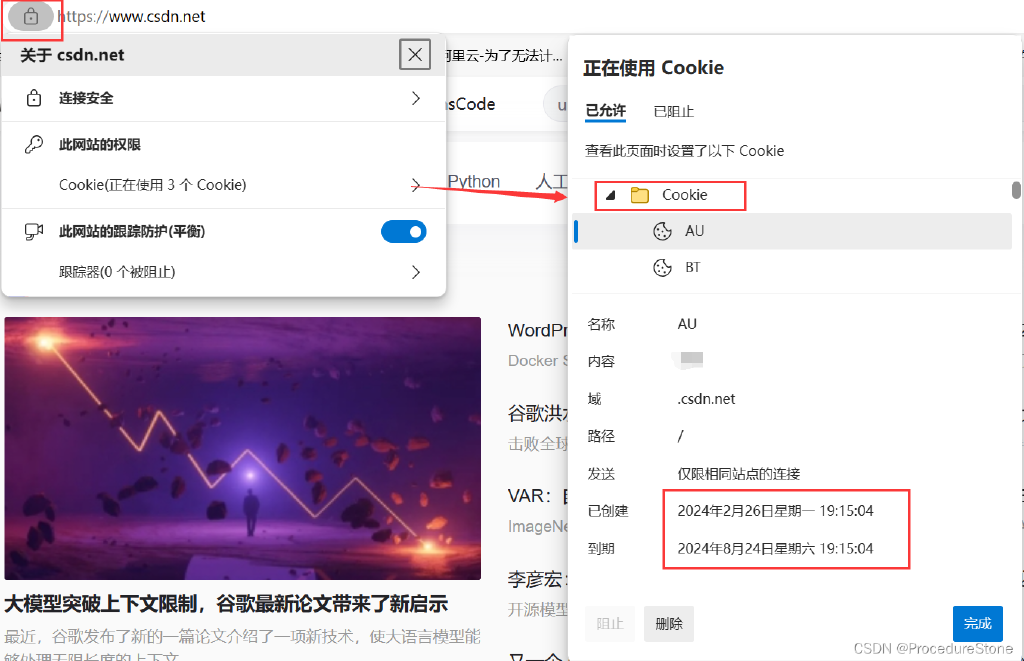 https://www.csdn.net
关于 csdn.net
阿里云-为了无法计...
连接安全
nsCode
u
此网站的权限
Cookie(正在使用 3 个 Cookie)
Python
人工
此网站的跟踪防护(平衡)
跟踪器(0 个被阻止)
正在使用 Cookie
已允许
已阻止
查看此页面时设置了以下 Cookie
Cookie
AU
BT
名称
AU
内容
域
.csdn.net
路径
/
发送
仅限相同站点的连接
已创建
2024年2月26日星期一 19:15:04
到期
2024年8月24日星期六 19:15:04
阻止
删除
完成
WordPr
Docker S
谷歌洪水
击败全球
VAR：
ImageNe
李彦宏：
开源模型
又一个
大模型突破上下文限制，谷歌最新论文带来了新启示
最近，谷歌发布了新的一篇论文介绍了一项新技术，使大语言模型能
够处理无限长度的上下文
CSDN @ProcedureStone